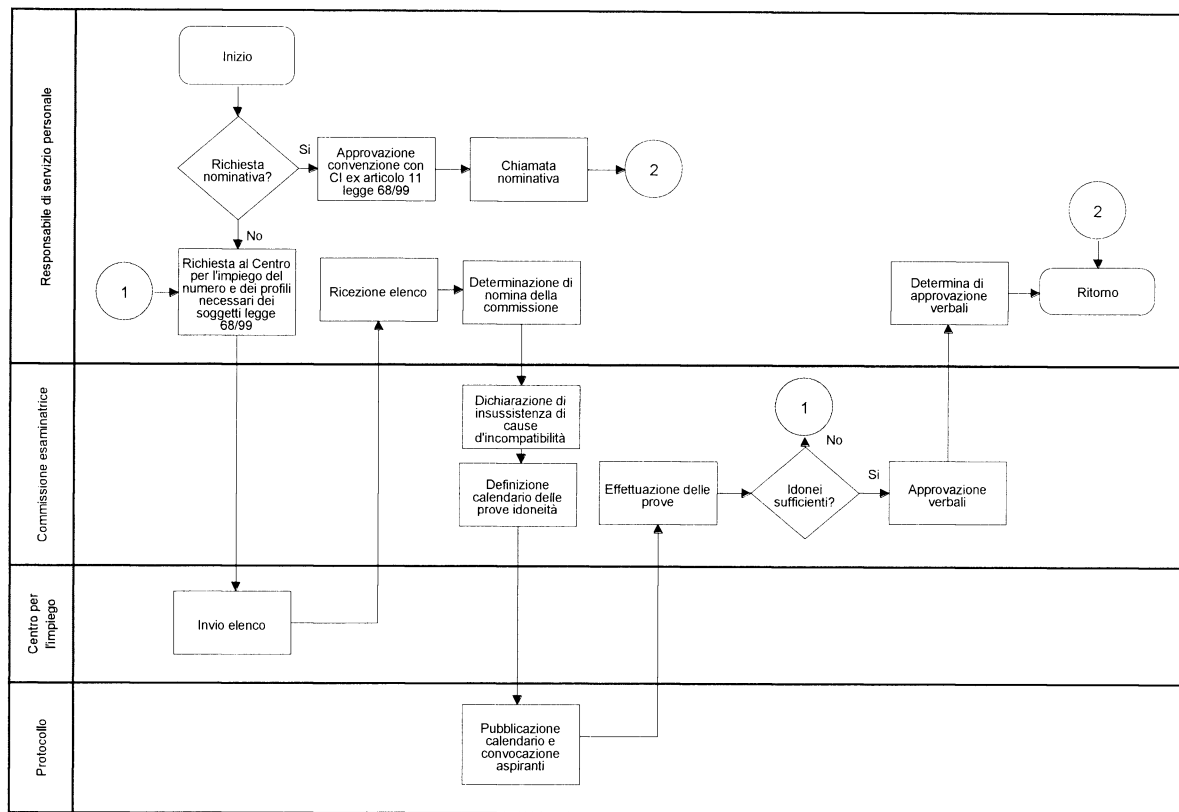 Responsabile di servizio personale
Inizio
Richiesta
nominativa?
Si
Approvazione
convenzione con
CI ex articolo 11
legge 68/99
Chiamata
nominativa
2
No
1
Richiesta al Centro
per l'impiego del
numero e dei profili
necessari dei
soggetti legge
68/99
Ricezione elenco
Determinazione di
nomina della
commissione
Determina di
approvazione
verbali
2
Ritorno
Commissione esaminatrice
Dichiarazione di
insussistenza di
cause
d'incompatibilità
Definizione
calendario delle
prove idoneità
Effettuazione delle
prove
1
No
Idonei
sufficienti?
Si
Approvazione
verbali
Centro per
l'impiego
Invio elenco
Protocollo
Pubblicazione
calendario e
convocazione
aspiranti